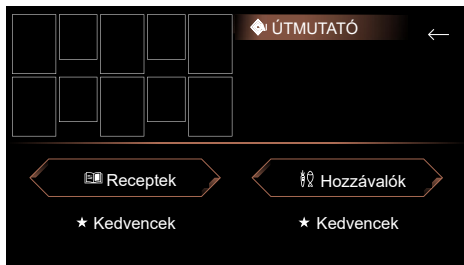 ÚTMUTATÓ
Receptek
Hozzávalók
★ Kedvencek
★ Kedvencek